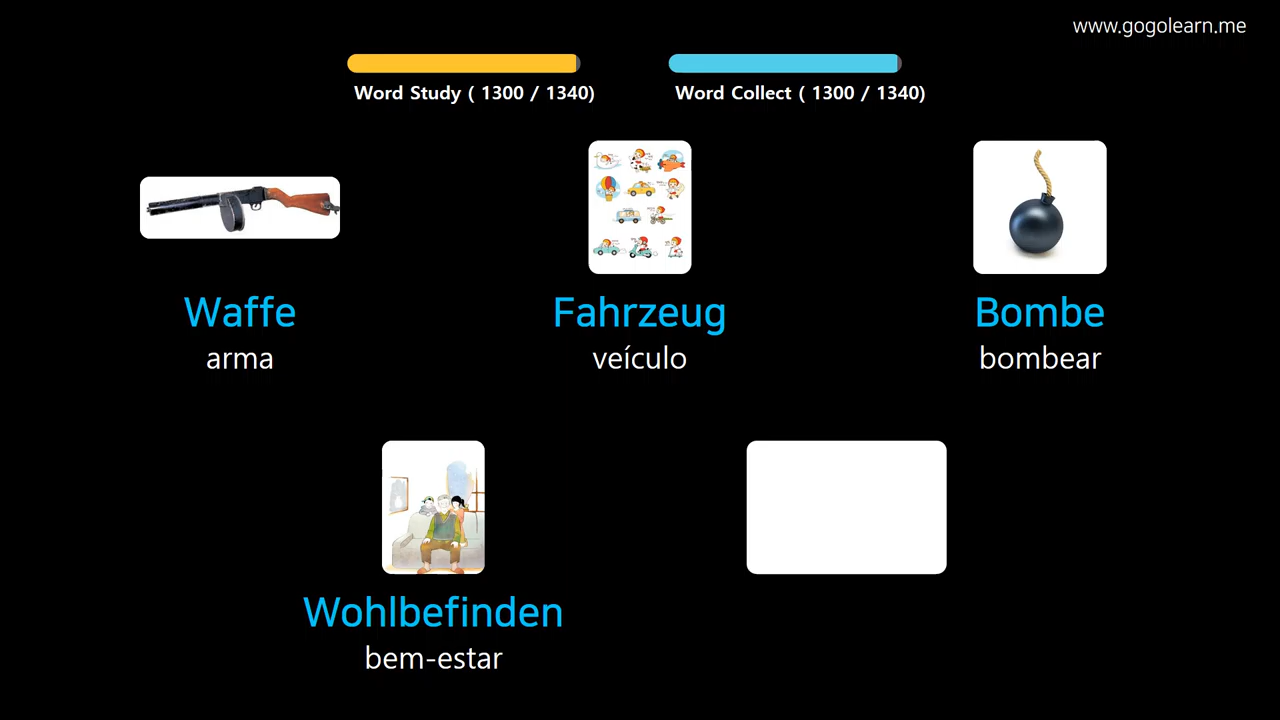 www.gogolearn.me
Word Study ( 1300 / 1340)
Word Collect ( 1300 / 1340)
Waffe
arma
Fahrzeug
veículo
Bombe
bombear
Wohlbefinden
bem-estar